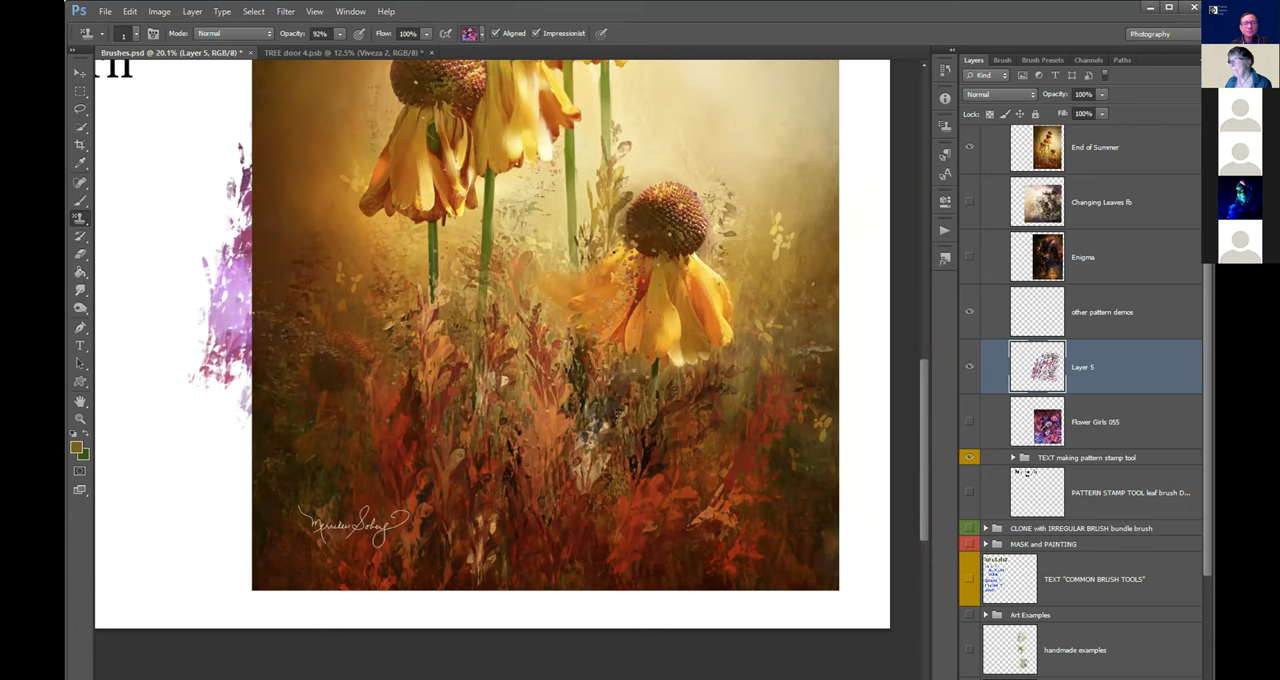 Ps File Edit Image Layer Type Select Filter View Window Help
1 Mode: Normal Opacity: 92% Flow: 100% Aligned Impressionist Photography
Brushes.psd @ 20.1% (Layer 5, RGB/8) * × TREE door 4.psb @ 12.5% (Viveza 2, RGB/8) * ×
Layers Brush Brush Presets Channels Paths
Kind
Normal Opacity: 100%
Lock: Fill: 100%
End of Summer
Changing Leaves fb
Enigma
other pattern demos
Layer 5
Flower Girls 055
TEXT making pattern stamp tool
PATTERN STAMP TOOL leaf brush D...
CLONE with IRREGULAR BRUSH bundle brush
MASK and PAINTING
TEXT "COMMON BRUSH TOOLS"
Art Examples
handmade examples